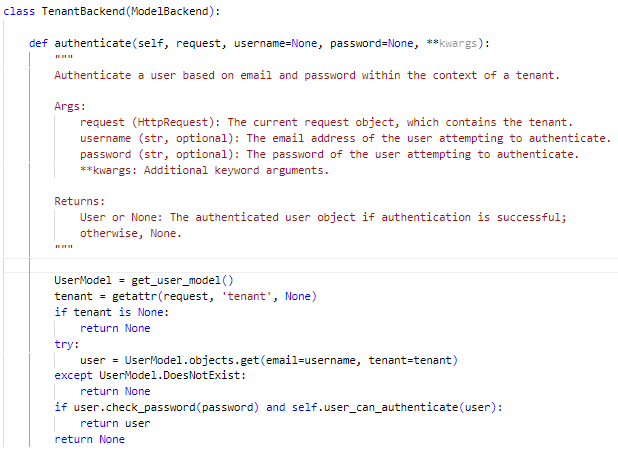 class TenantBackend(ModelBackend):
def authenticate(self, request, username=None, password=None, **kwargs):
"""
Authenticate a user based on email and password within the context of a tenant.
Args:
request (HttpRequest): The current request object, which contains the tenant.
username (str, optional): The email address of the user attempting to authenticate.
password (str, optional): The password of the user attempting to authenticate.
**kwargs: Additional keyword arguments.
Returns:
User or None: The authenticated user object if authentication is successful;
otherwise, None.
"""
UserModel = get_user_model()
tenant = getattr(request, 'tenant', None)
if tenant is None:
return None
try:
user = UserModel.objects.get(email=username, tenant=tenant)
except UserModel.DoesNotExist:
return None
if user.check_password(password) and self.user_can_authenticate(user):
return user
return None